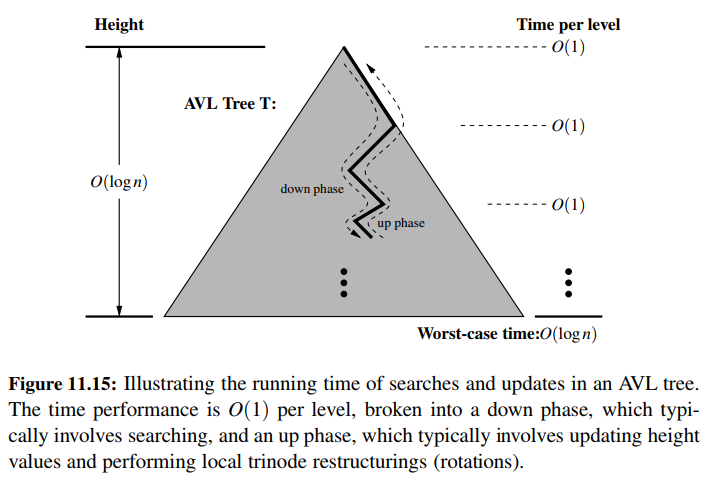 Height
Time per level
O(1)
AVL Tree T:
O(1)
O(log n)
down phase
O(1)
up phase
Worst-case time:O(log n)
Figure 11.15: Illustrating the running time of searches and updates in an AVL tree.
The time performance is O(1) per level, broken into a down phase, which typi-
cally involves searching, and an up phase, which typically involves updating height
values and performing local trinode restructurings (rotations).